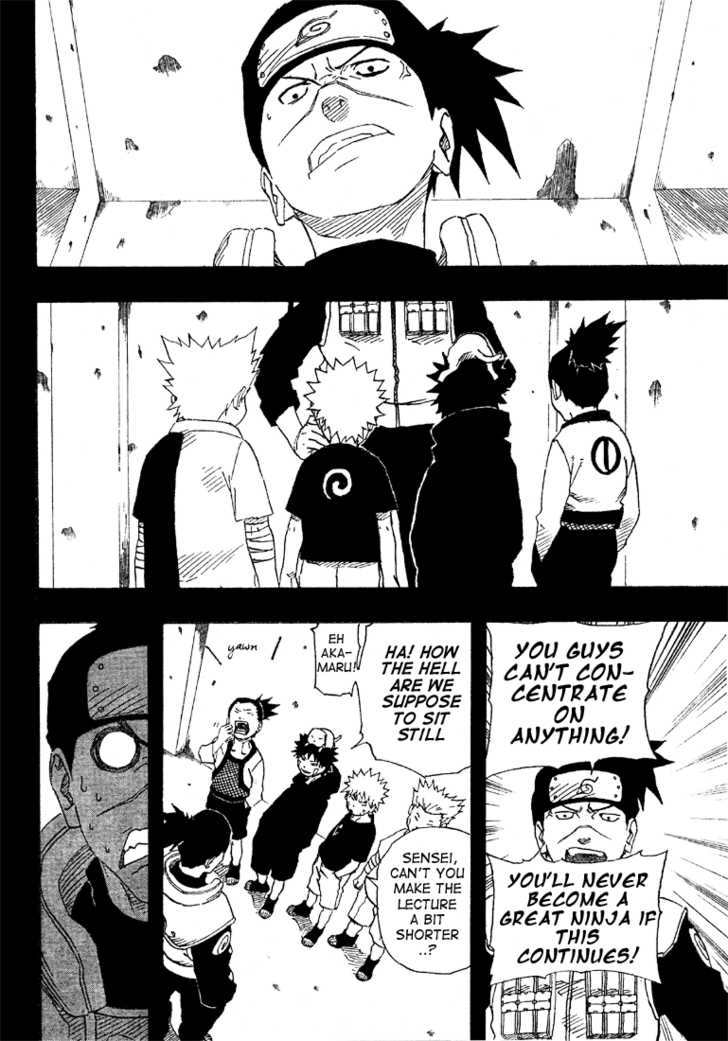 YOU GUYS
CAN'T CON-
CENTRATE
ON
ANYTHING!
YOU'LL NEVER
BECOME A
GREAT NINJA IF
THIS
CONTINUES!
HA! HOW
THE HELL
ARE WE
SUPPOSE
TO SIT
STILL
EH
AKA-
MARU!
yawn
SENSEI,
CAN'T YOU
MAKE THE
LECTURE
A BIT
SHORTER
..?